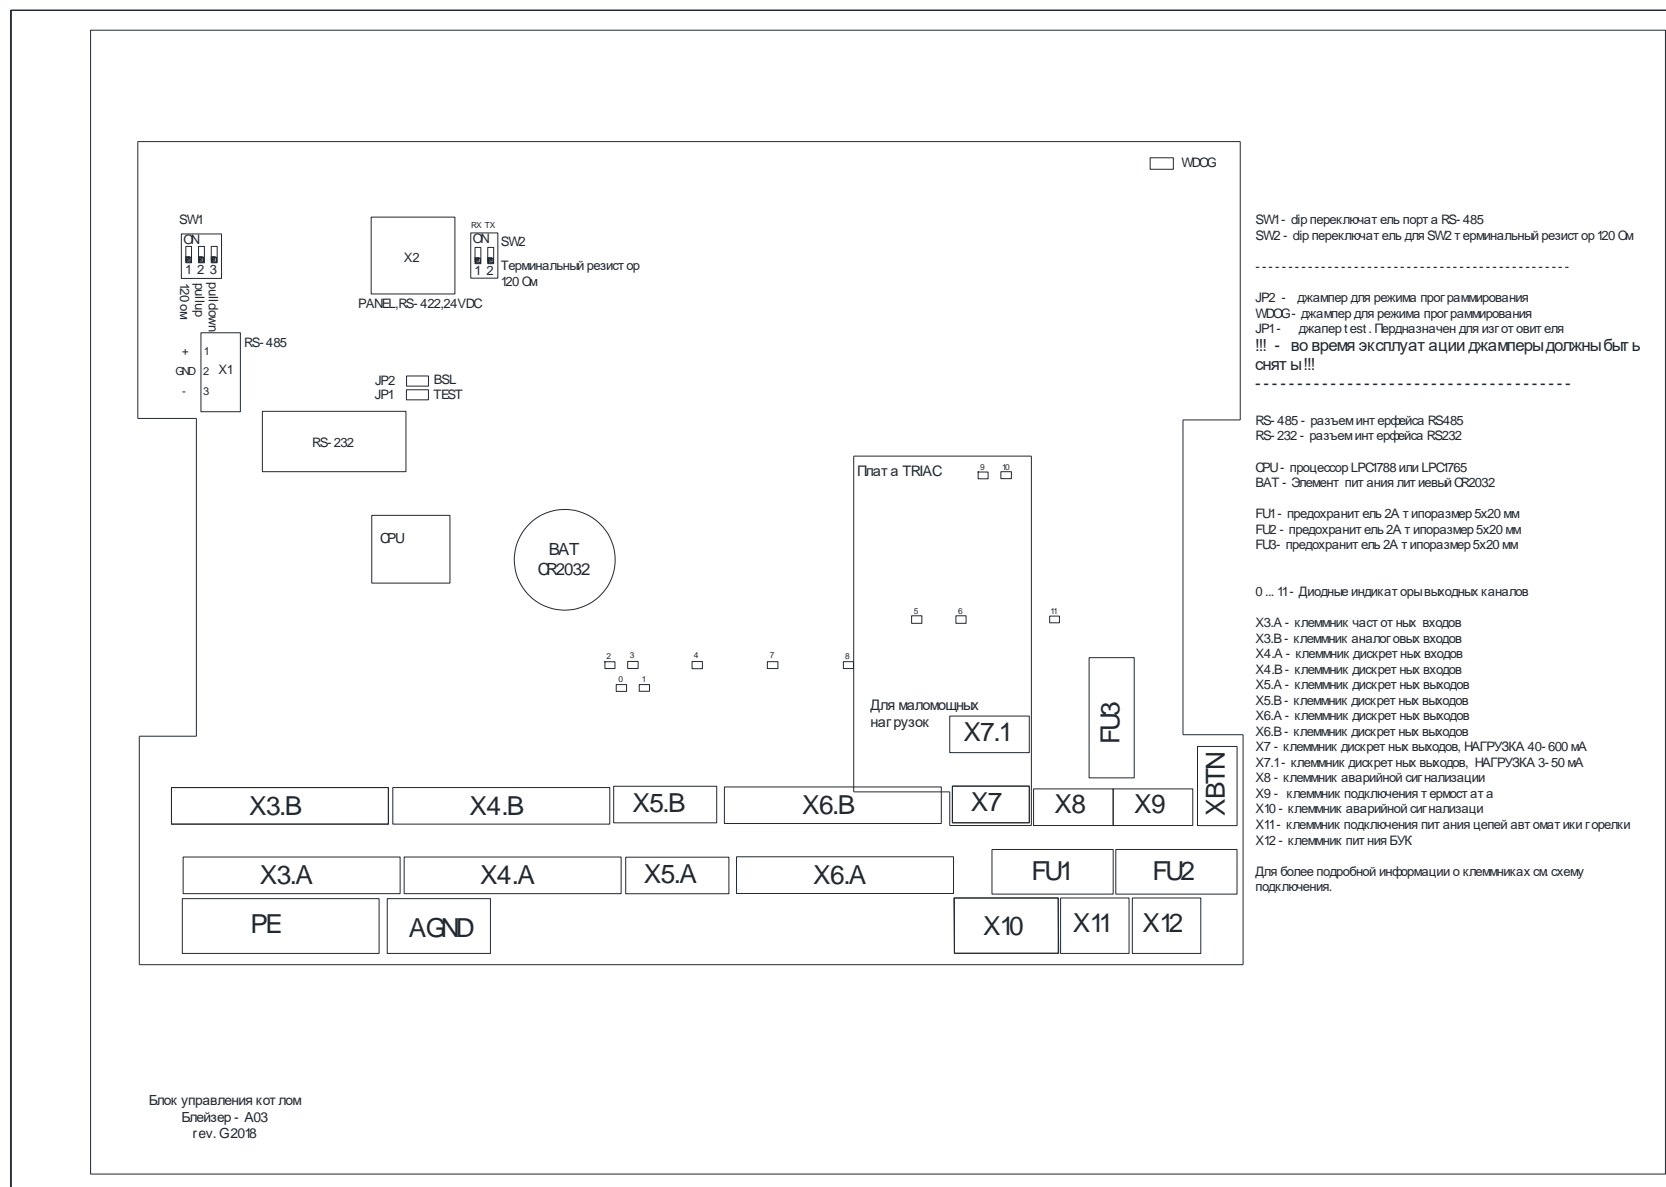 WDOG
SW1
ON
1 2 3
120 ом
pull up
pull down
X2
PANEL,RS-422,24VDC
RX TX
ON
1 2
SW2
Терминальный резистор
120 Ом
RS-485
+ 1
GND 2 X1
- 3
JP2 BSL
JP1 TEST
RS-232
Плата TRIAC
9 10
CPU
BAT
CR2032
5 6 11
2 3 4 7 8
0 1
Для маломощных
нагрузок
X7.1
FU3
XBTN
X3.B X4.B X5.B X6.B X7 X8 X9
X3.A X4.A X5.A X6.A FU1 FU2
PE AGND X10 X11 X12
SW1 - dip переключатель порта RS-485
SW2 - dip переключатель для SW2 терминальный резистор 120 Ом
------------------------------------------------
JP2 - джампер для режима программирования
WDOG - джампер для режима программирования
JP1 - джапер test. Пердназначен для изготовителя
!!! - во время эксплуатации джамперы должны быть
сняты!!!
---------------------------------------
RS-485 - разъем интерфейса RS485
RS-232 - разъем интерфейса RS232
CPU - процессор LPC1788 или LPC1765
BAT - Элемент питания литиевый CR2032
FU1 - предохранитель 2А типоразмер 5x20 мм
FU2 - предохранитель 2А типоразмер 5x20 мм
FU3 - предохранитель 2А типоразмер 5x20 мм
0 ... 11 - Диодные индикаторы выходных каналов
X3.A - клеммник частотных входов
X3.B - клеммник аналоговых входов
X4.A - клеммник дискретных входов
X4.B - клеммник дискретных входов
X5.A - клеммник дискретных выходов
X5.B - клеммник дискретных выходов
X6.A - клеммник дискретных выходов
X6.B - клеммник дискретных выходов
X7 - клеммник дискретных выходов, НАГРУЗКА 40-600 мА
X7.1 - клеммник дискретных выходов, НАГРУЗКА 3-50 мА
X8 - клеммник аварийной сигнализации
X9 - клеммник подключения термостата
X10 - клеммник аварийной сигнализаци
X11 - клеммник подключения питания цепей автоматики горелки
X12 - клеммник питния БУК
Для более подробной информации о клеммниках см. схему
подключения.
Блок управления котлом
Блейзер - А03
rev. G 2018